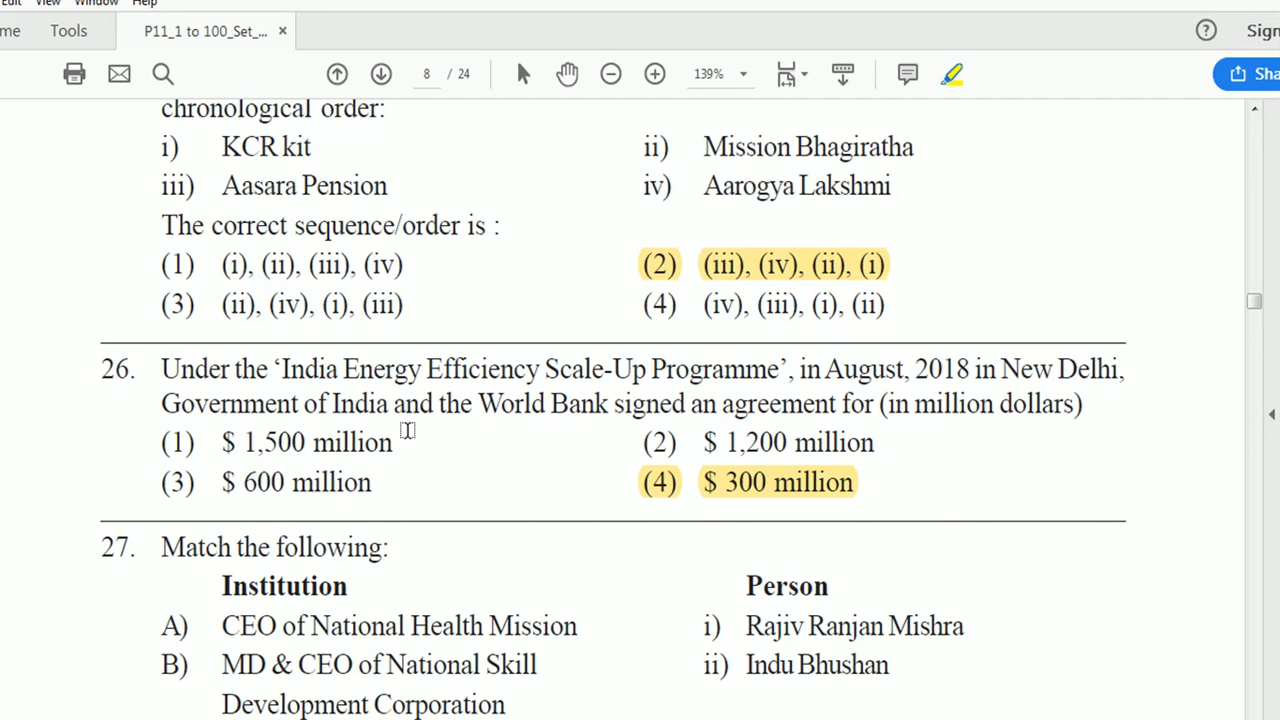 Edit View Window Help
me Tools P11_1 to 100_Set_... × ? Sign
8 / 24 139% Sha
chronological order:
i) KCR kit ii) Mission Bhagiratha
iii) Aasara Pension iv) Aarogya Lakshmi
The correct sequence/order is :
(1) (i), (ii), (iii), (iv) (2) (iii), (iv), (ii), (i)
(3) (ii), (iv), (i), (iii) (4) (iv), (iii), (i), (ii)
26. Under the ‘India Energy Efficiency Scale-Up Programme’, in August, 2018 in New Delhi,
Government of India and the World Bank signed an agreement for (in million dollars)
(1) $ 1,500 million (2) $ 1,200 million
(3) $ 600 million (4) $ 300 million
27. Match the following:
Institution Person
A) CEO of National Health Mission i) Rajiv Ranjan Mishra
B) MD & CEO of National Skill ii) Indu Bhushan
Development Corporation